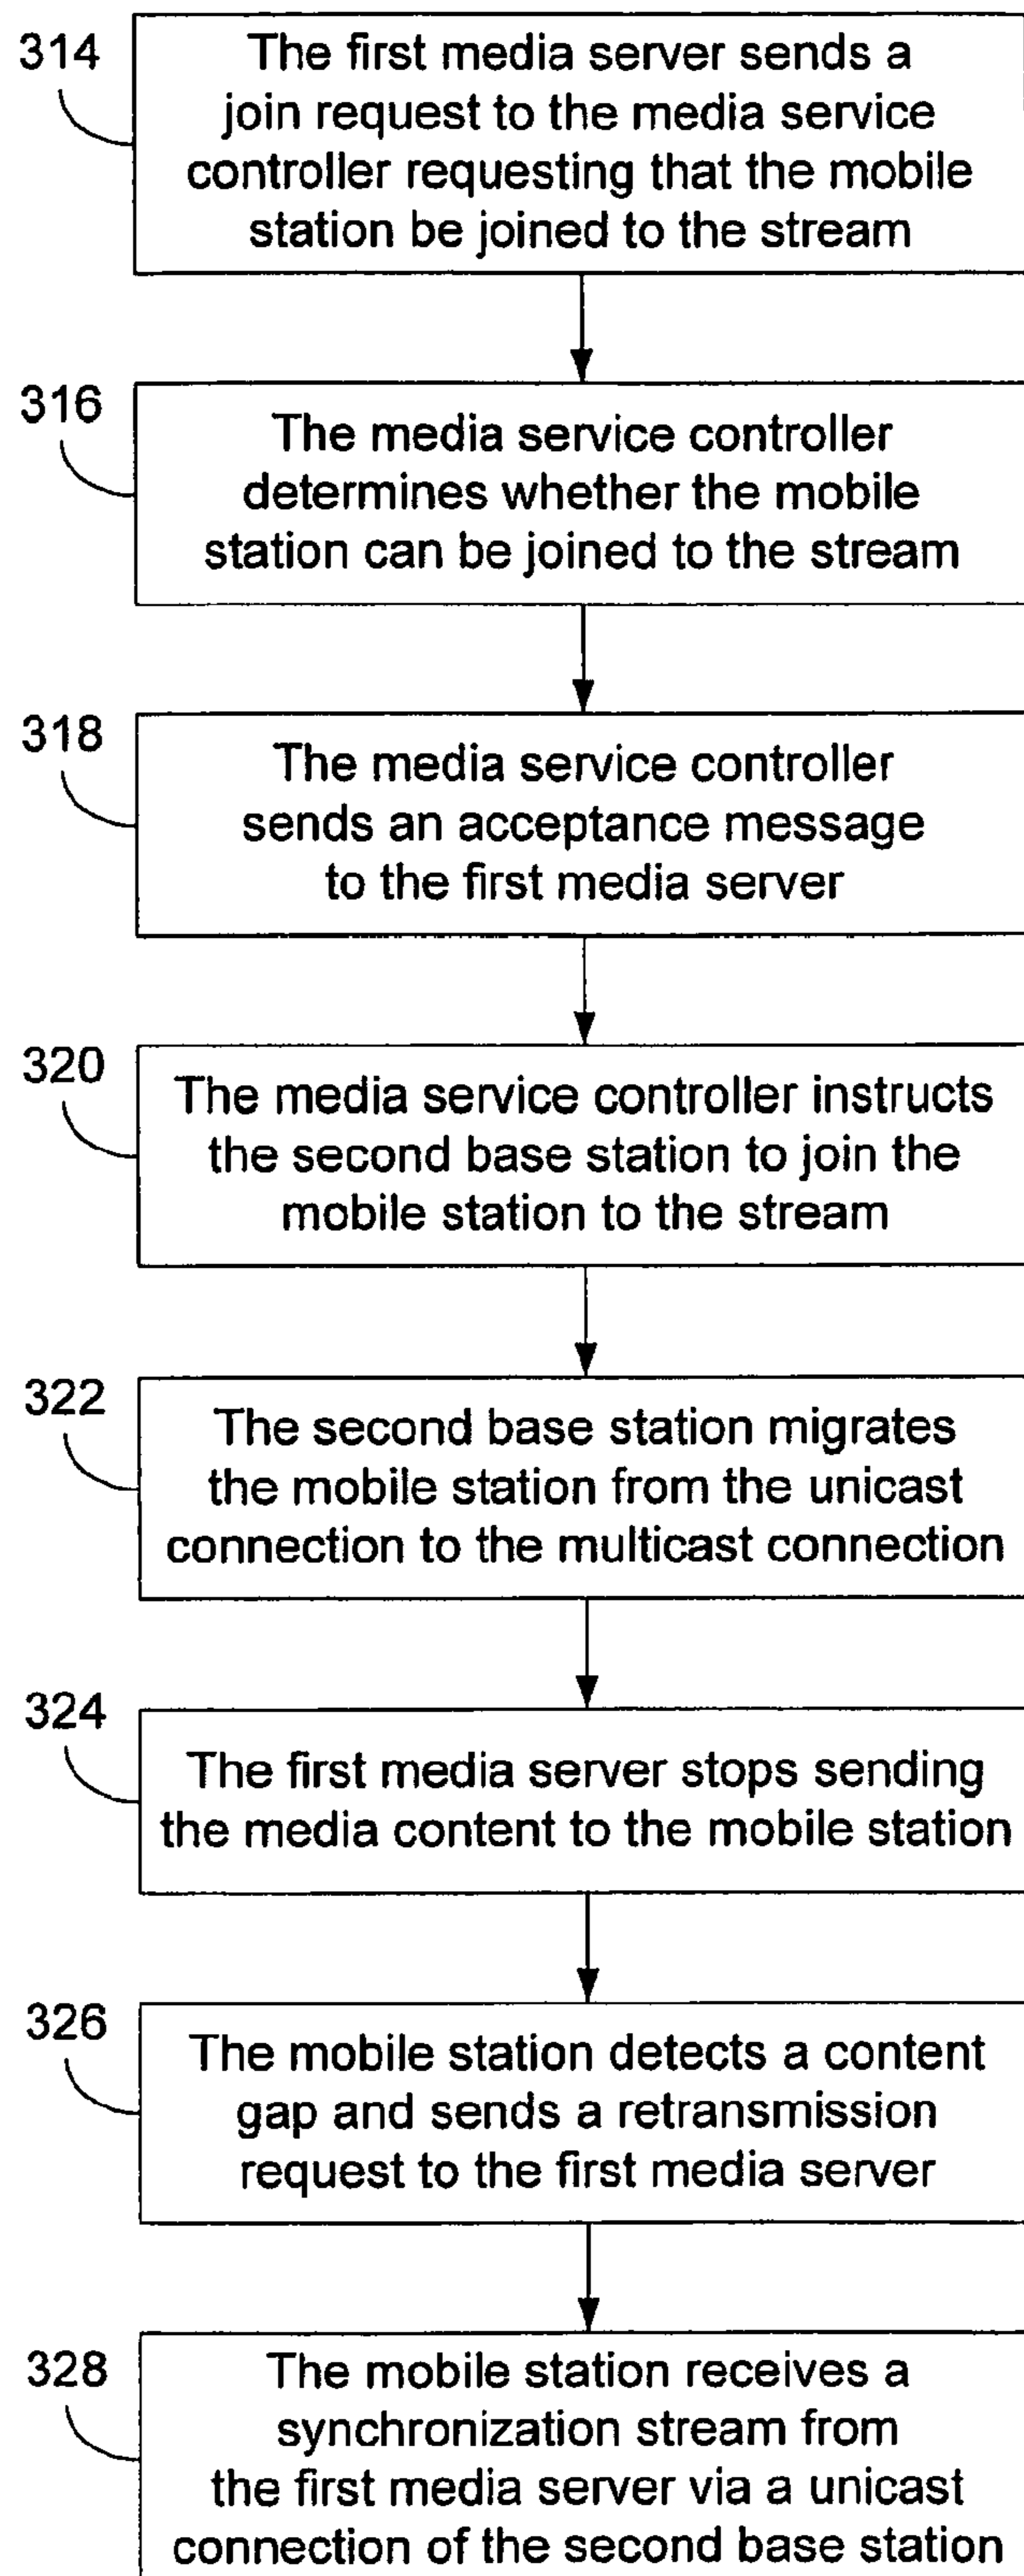 314
The first media server sends a
join request to the media service
controller requesting that the mobile
station be joined to the stream
316
The media service controller
determines whether the mobile
station can be joined to the stream
318
The media service controller
sends an acceptance message
to the first media server
320
The media service controller instructs
the second base station to join the
mobile station to the stream
322
The second base station migrates
the mobile station from the unicast
connection to the multicast connection
324
The first media server stops sending
the media content to the mobile station
326
The mobile station detects a content
gap and sends a retransmission
request to the first media server
328
The mobile station receives a
synchronization stream from
the first media server via a unicast
connection of the second base station